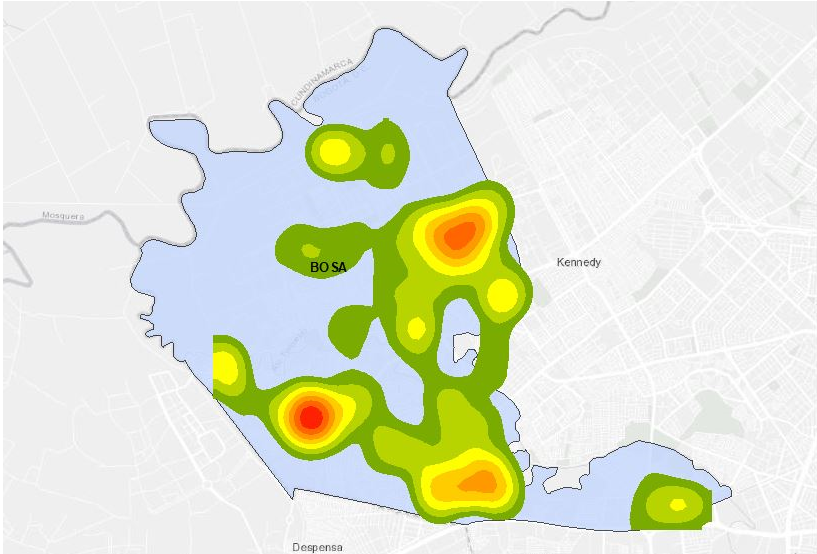 CUNDINAMARCA
Mosquera
Kennedy
BOSA
Despensa